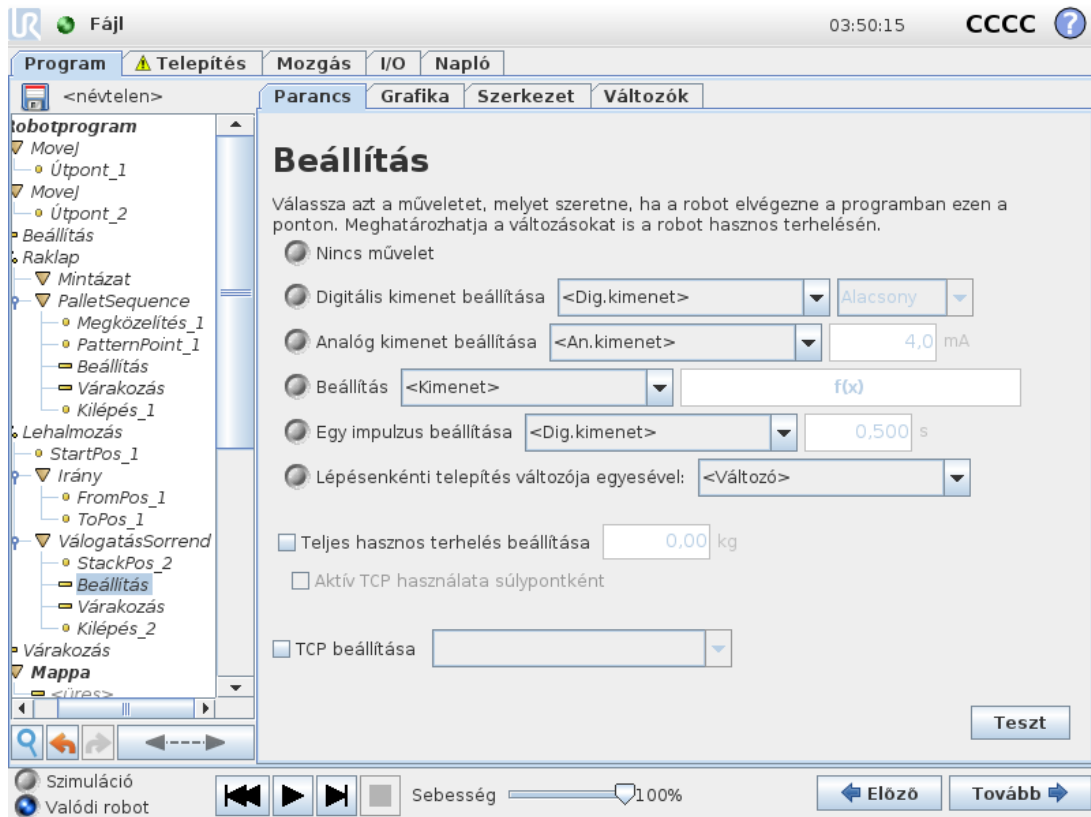 UR Fájl 03:50:15 CCCC ?
Program Telepítés Mozgás I/O Napló
<névtelen> Parancs Grafika Szerkezet Változók
Robotprogram
MoveJ
Útpont_1
MoveJ
Útpont_2
Beállítás
Raklap
Mintázat
PalletSequence
Megközelítés_1
PatternPoint_1
Beállítás
Várakozás
Kilépés_1
Lehalmozás
StartPos_1
Irány
FromPos_1
ToPos_1
VálogatásSorrend
StackPos_2
Beállítás
Várakozás
Kilépés_2
Várakozás
Mappa
<üres>
Beállítás
Válassza azt a műveletet, melyet szeretne, ha a robot elvégezne a programban ezen a
ponton. Meghatározhatja a változásokat is a robot hasznos terhelésén.
Nincs művelet
Digitális kimenet beállítása <Dig.kimenet> Alacsony
Analóg kimenet beállítása <An.kimenet> 4,0 mA
Beállítás <Kimenet> f(x)
Egy impulzus beállítása <Dig.kimenet> 0,500 s
Lépésenkénti telepítés változója egyesével: <Változó>
Teljes hasznos terhelés beállítása 0,00 kg
Aktív TCP használata súlypontként
TCP beállítása
Teszt
Szimuláció
Valódi robot
Sebesség 100%
Előző Tovább